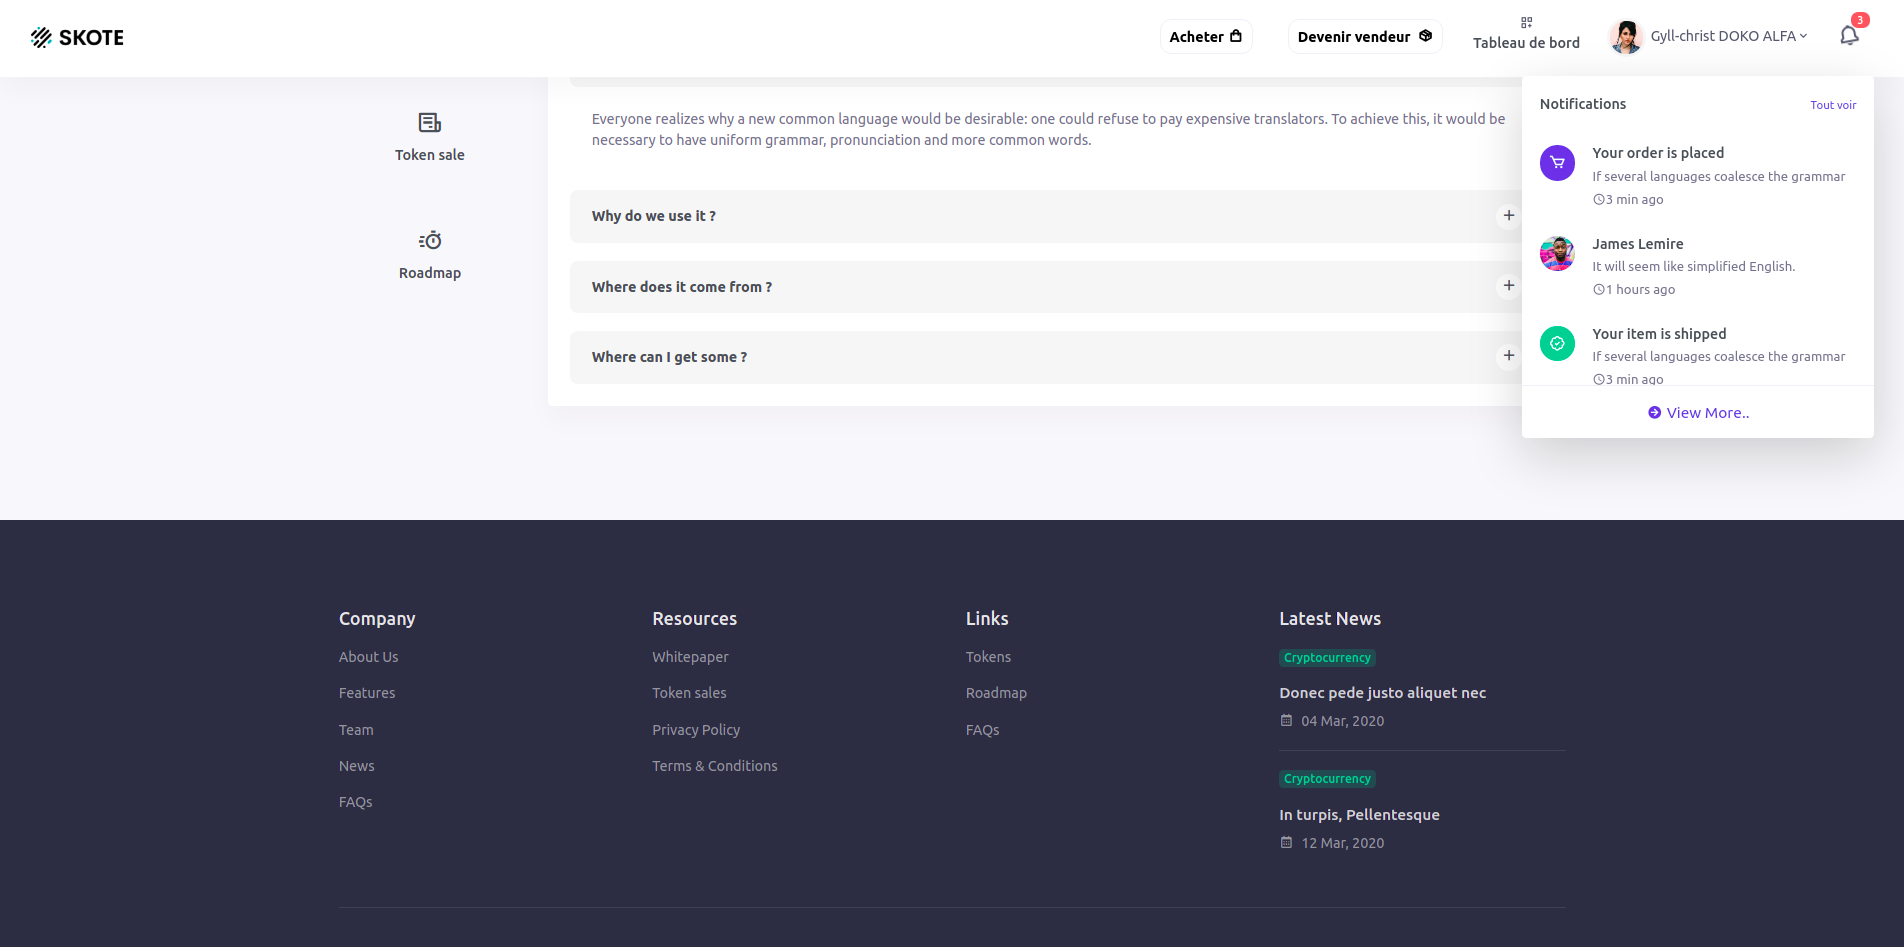 SKOTE
Acheter
Devenir vendeur
Tableau de bord
Gyll-christ DOKO ALFA
3
Token sale
Roadmap
Everyone realizes why a new common language would be desirable: one could refuse to pay expensive translators. To achieve this, it would be
necessary to have uniform grammar, pronunciation and more common words.
Why do we use it ?
Where does it come from ?
Where can I get some ?
Notifications
Tout voir
Your order is placed
If several languages coalesce the grammar
3 min ago
James Lemire
It will seem like simplified English.
1 hours ago
Your item is shipped
If several languages coalesce the grammar
3 min ago
View More..
Company
About Us
Features
Team
News
FAQs
Resources
Whitepaper
Token sales
Privacy Policy
Terms & Conditions
Links
Tokens
Roadmap
FAQs
Latest News
Cryptocurrency
Donec pede justo aliquet nec
04 Mar, 2020
Cryptocurrency
In turpis, Pellentesque
12 Mar, 2020